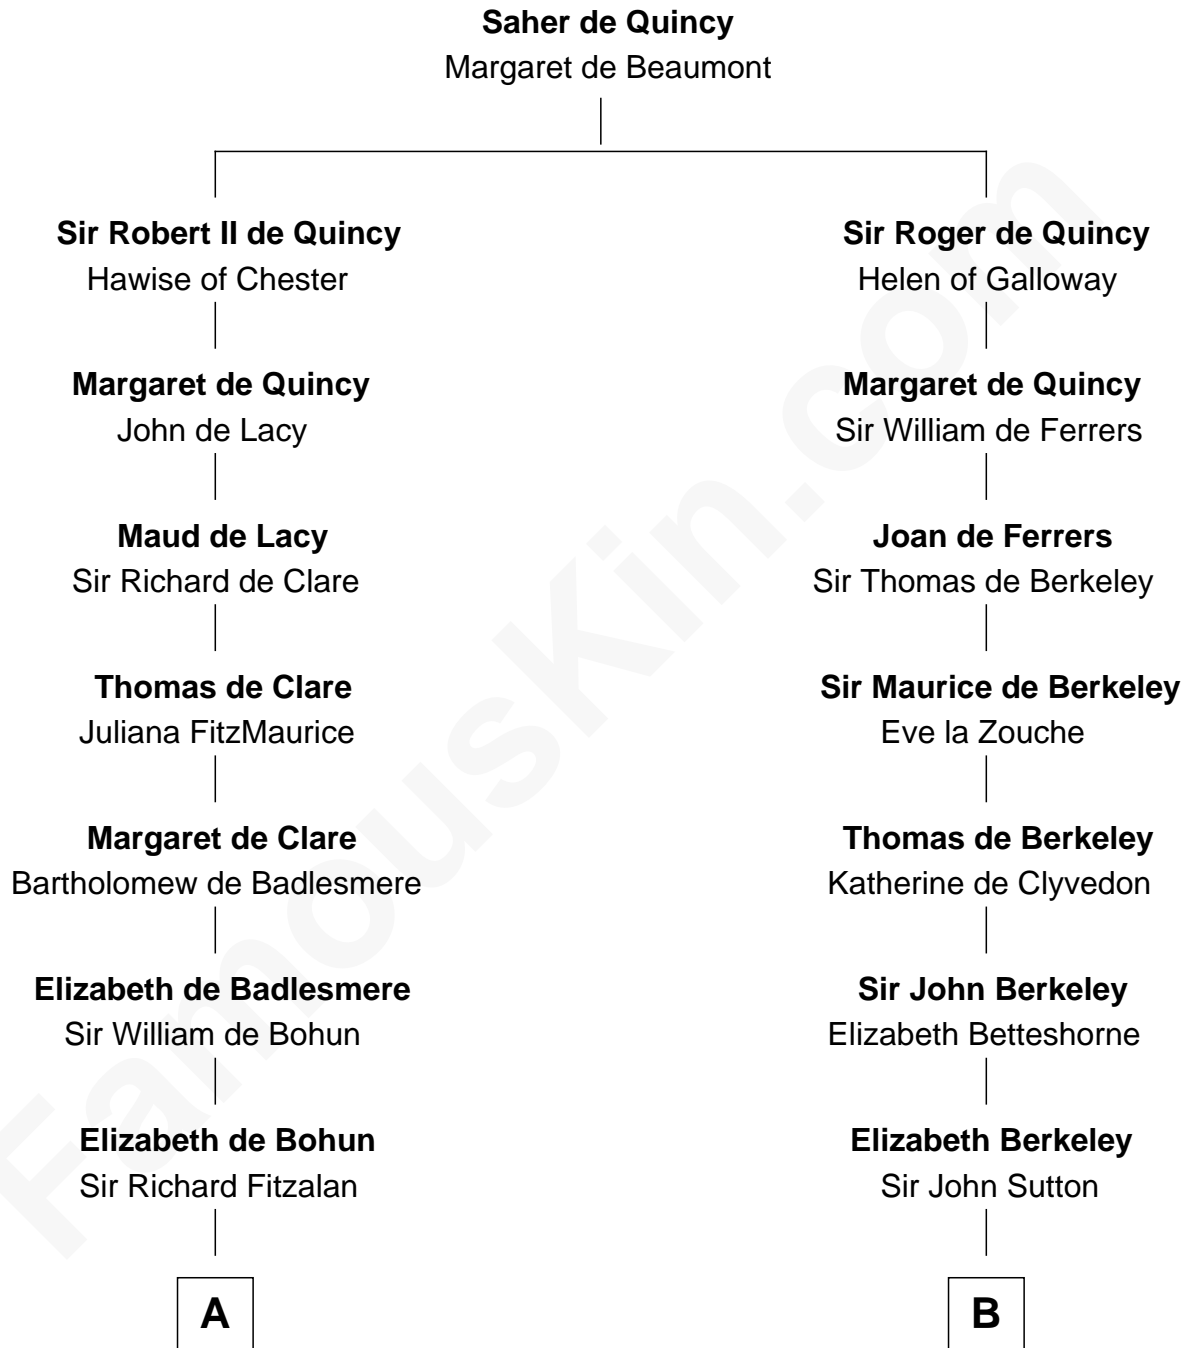 Saher de Quincy
Margaret de Beaumont
Sir Robert II de Quincy
Hawise of Chester
Margaret de Quincy
John de Lacy
Maud de Lacy
Sir Richard de Clare
Thomas de Clare
Juliana FitzMaurice
Margaret de Clare
Bartholomew de Badlesmere
Elizabeth de Badlesmere
Sir William de Bohun
Elizabeth de Bohun
Sir Richard Fitzalan
A
Sir Roger de Quincy
Helen of Galloway
Margaret de Quincy
Sir William de Ferrers
Joan de Ferrers
Sir Thomas de Berkeley
Sir Maurice de Berkeley
Eve la Zouche
Thomas de Berkeley
Katherine de Clyvedon
Sir John Berkeley
Elizabeth Betteshorne
Elizabeth Berkeley
Sir John Sutton
B
FamousKin.com